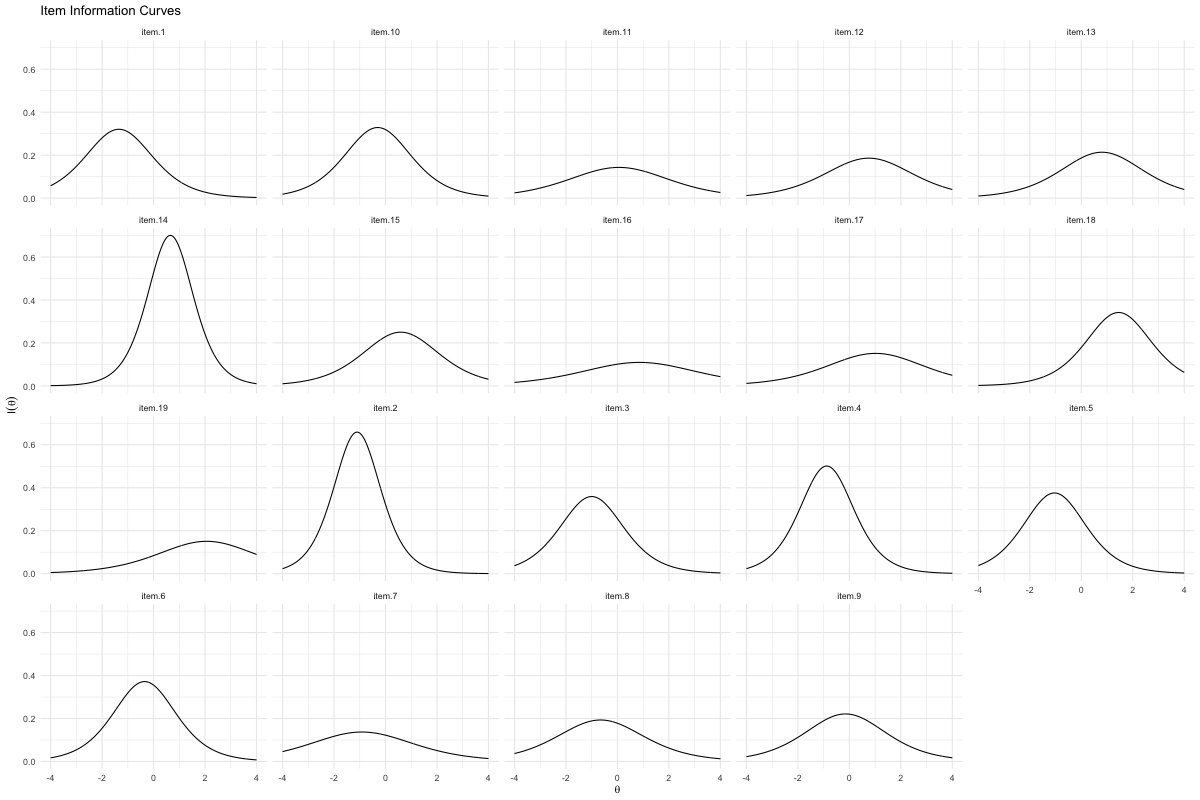 Item Information Curves
item.1 item.10 item.11 item.12 item.13
0.6
0.4
0.2
0.0
item.14 item.15 item.16 item.17 item.18
0.6
0.4
0.2
0.0
I(θ)
item.19 item.2 item.3 item.4 item.5
0.6
0.4
0.2
0.0
-4 -2 0 2 4
item.6 item.7 item.8 item.9
0.6
0.4
0.2
0.0
-4 -2 0 2 4 -4 -2 0 2 4 -4 -2 0 2 4 -4 -2 0 2 4
θ